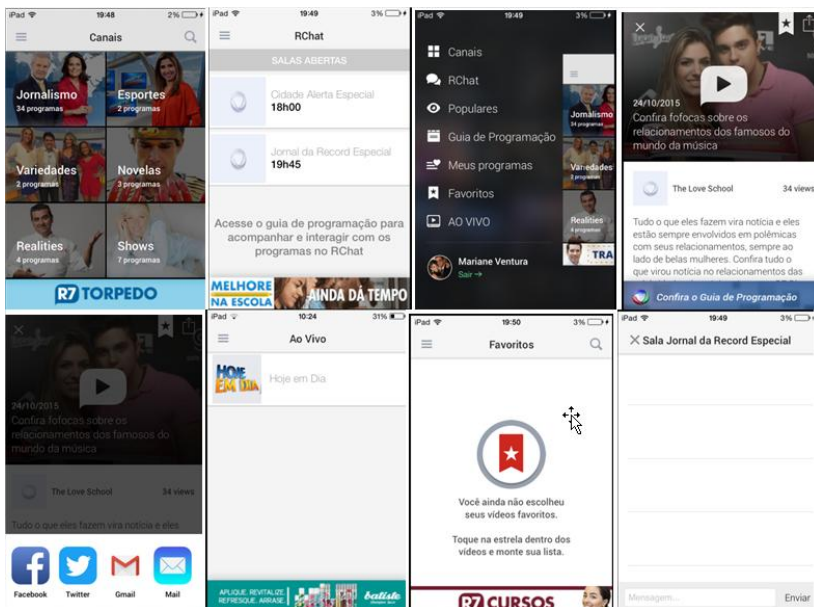 iPad 19:48 2%
Canais
Jornalismo
34 programas
Esportes
2 programas
Variedades
2 programas
Novelas
3 programas
Realities
4 programas
Shows
7 programas
R7 TORPEDO
iPad 19:49 3%
RChat
SALAS ABERTAS
Cidade Alerta Especial
18h00
Jornal da Record Especial
19h45
Acesse o guia de programação para
acompanhar e interagir com os
programas no RChat
MELHORE
NA ESCOLA
AINDA DÁ TEMPO
iPad 19:49 3%
Canais
RChat
Populares
Guia de Programação
Meus programas
Favoritos
AO VIVO
Mariane Ventura
Sair
Jornalismo
34 programas
Variedades
2 programas
Realities
4 programas
TRA
24/10/2015
Confira fofocas sobre os
relacionamentos dos famosos do
mundo da música
The Love School 34 views
Tudo o que eles fazem vira notícia e eles
estão sempre envolvidos em polémicas
com seus relacionamentos, sempre ao
lado de belas mulheres. Confira tudo o
que virou notícia no relacionamentos das
Confira o Guia de Programação
24/10/2015
Confira fofocas sobre os
relacionamentos dos famosos do
mundo da música
The Love School 34 views
Tudo o que eles fazem vira notícia e eles
Facebook Twitter Gmail Mail
iPad 10:24 31%
Ao Vivo
HOJE
EM DIA
Hoje em Dia
APLIQUE. REVITALIZE.
REFRESQUE. ARRASE.
batiste
iPad 19:50 3%
Favoritos
Você ainda não escolheu
seus vídeos favoritos.
Toque na estrela dentro dos
vídeos e monte sua lista.
R7 CURSOS
iPad 19:49 3%
Sala Jornal da Record Especial
Mensagem... Enviar